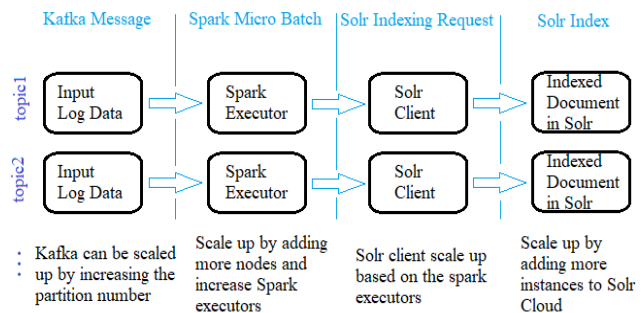 Kafka Message
Spark Micro Batch
Solr Indexing Request
Solr Index
topic1
Input
Log Data
Spark
Executor
Solr
Client
Indexed
Document
in Solr
topic2
Input
Log Data
Spark
Executor
Solr
Client
Indexed
Document
in Solr
Kafka can be scaled
up by increasing the
partition number
Scale up by adding
more nodes and
increase Spark
executors
Solr client scale up
based on the spark
executors
Scale up by
adding more
instances to Solr
Cloud